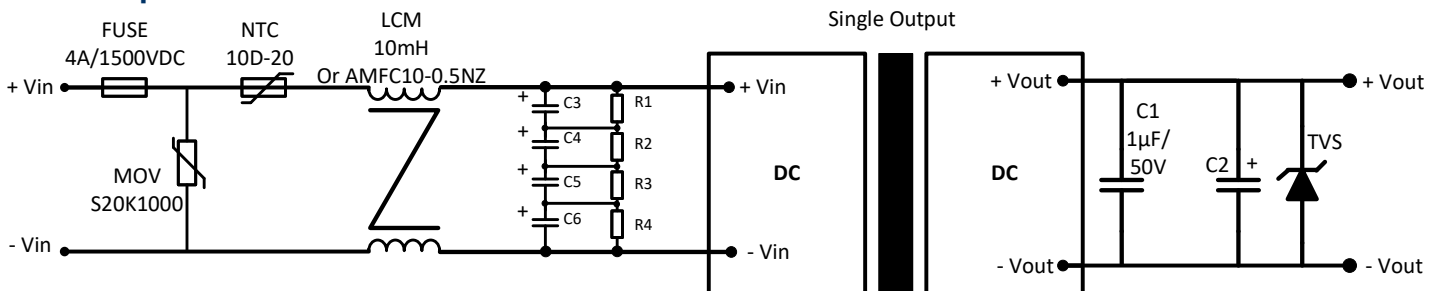 Single Output
FUSE
4A/1500VDC
NTC
10D-20
LCM
10mH
Or AMFC10-0.5NZ
+ Vin
MOV
S20K1000
- Vin
+ C3
+ C4
+ C5
+ C6
R1
R2
R3
R4
+ Vin
- Vin
DC
DC
+ Vout
- Vout
C1
1µF/
50V
C2 +
TVS
+ Vout
- Vout